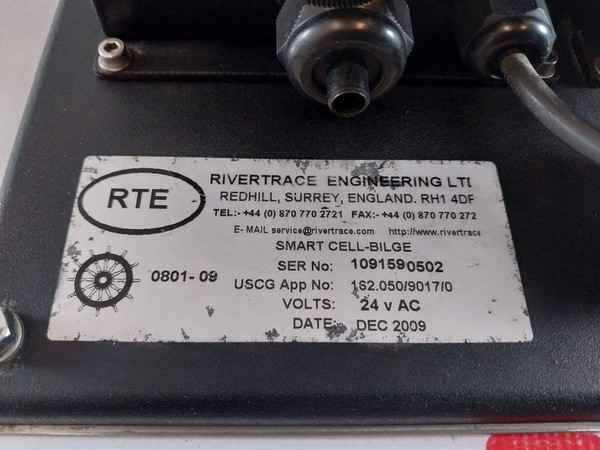 RTE
RIVERTRACE ENGINEERING LTD
REDHILL, SURREY, ENGLAND. RH1 4DF
TEL:- +44 (0) 870 770 2721 FAX:- +44 (0) 870 770 272
E- MAIL service@rivertrace.com http://www.rivertrace
SMART CELL-BILGE
0801-09
SER No: 1091590502
USCG App No: 162.050/9017/0
VOLTS: 24 v AC
DATE: DEC 2009